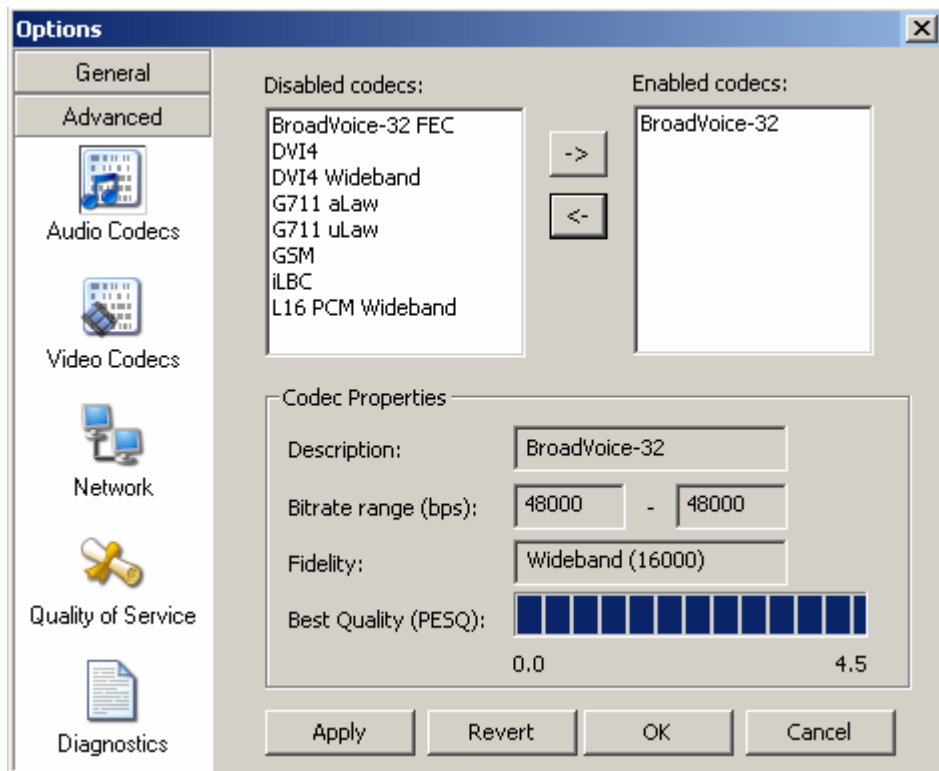 Options
General
Advanced
Audio Codecs
Video Codecs
Network
Quality of Service
Diagnostics
Disabled codecs:
BroadVoice-32 FEC
DVI4
DVI4 Wideband
G711 aLaw
G711 uLaw
GSM
iLBC
L16 PCM Wideband
->
<-
Enabled codecs:
BroadVoice-32
Codec Properties
Description: BroadVoice-32
Bitrate range (bps): 48000 - 48000
Fidelity: Wideband (16000)
Best Quality (PESQ):
0.0 4.5
Apply Revert OK Cancel